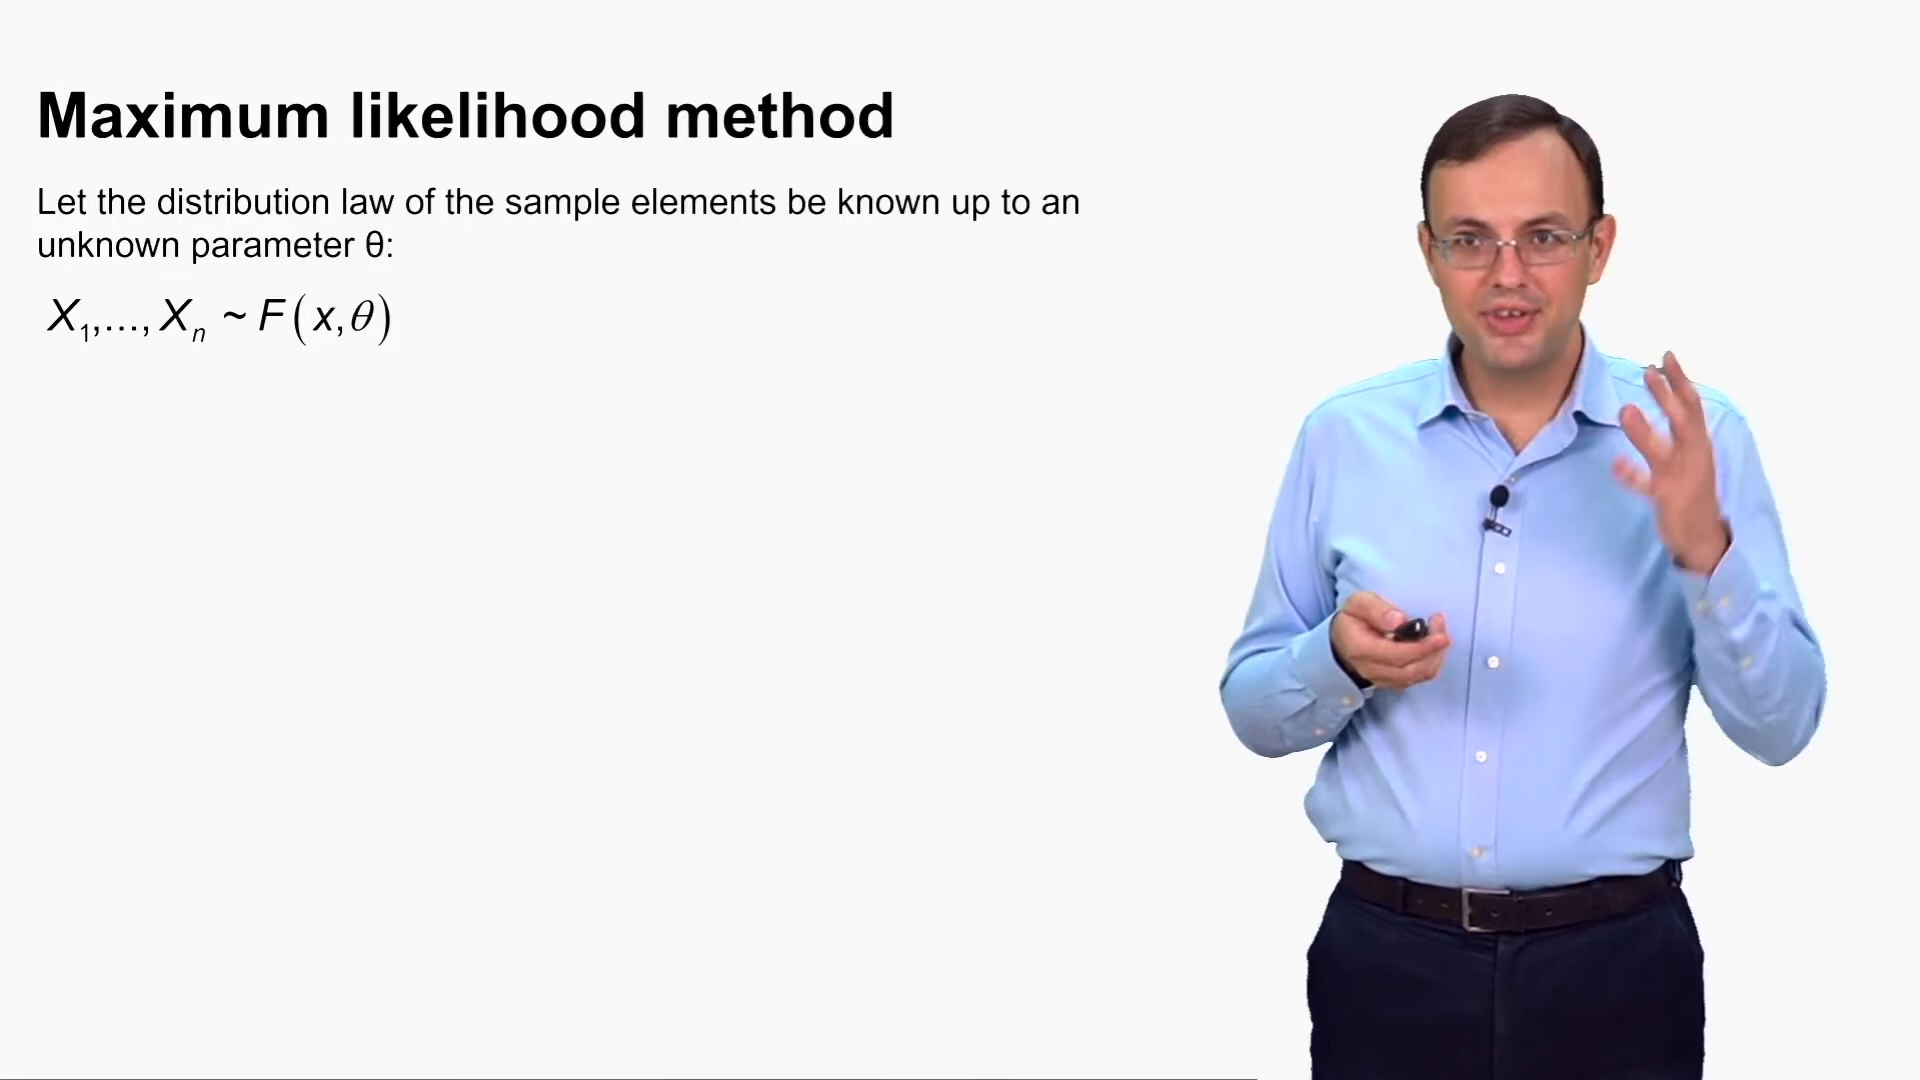 Maximum likelihood method
Let the distribution law of the sample elements be known up to an
unknown parameter θ:
X₁,..., Xₙ ~ F(x,θ)